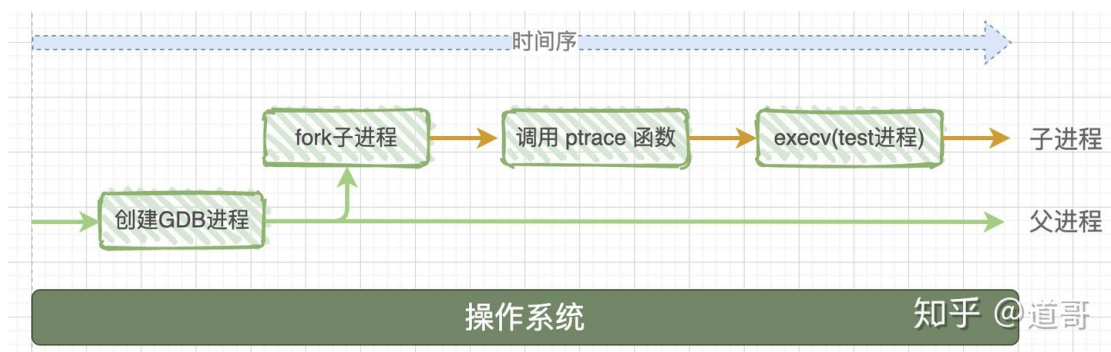 时间序
fork子进程
调用 ptrace 函数
execv(test进程)
子进程
创建GDB进程
父进程
操作系统
知乎 @道哥